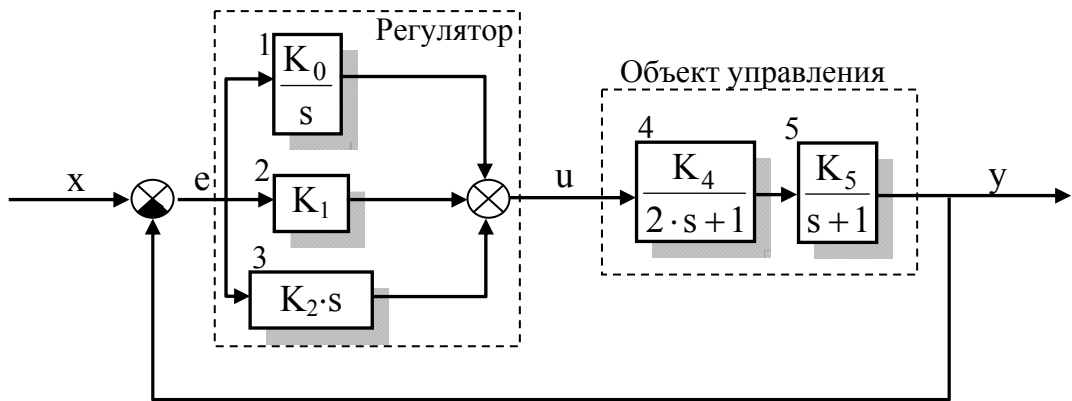 Регулятор
1
K₀
s
Объект управления
4
5
x
e
2
K₁
u
K₄
2·s+1
K₅
s+1
y
3
K₂·s